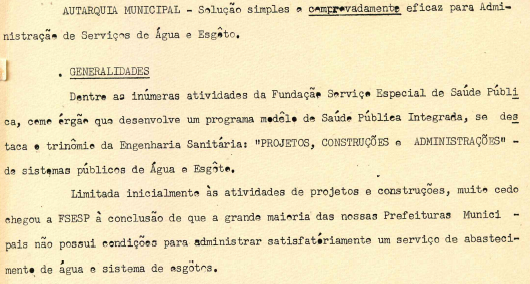 AUTARQUIA MUNICIPAL - Solução simples e comprovadamente eficaz para Admi-
nistração de Serviços de Água e Esgôto.
. GENERALIDADES
Dentre as inúmeras atividades da Fundação Serviço Especial de Saúde Públi
ca, como órgão que desenvolve um programa modêlo de Saúde Pública Integrada, se des
taca o trinômio da Engenharia Sanitária: "PROJETOS, CONSTRUÇÕES e ADMINISTRAÇÕES" -
de sistemas públicos de Água e Esgôto.
Limitada inicialmente às atividades de projetos e construções, muito cedo
chegou a FSESP à conclusão de que a grande maioria das nossas Prefeituras Munici -
pais não possui condições para administrar satisfatóriamente um serviço de abasteci-
mento de água e sistema de esgôtos.